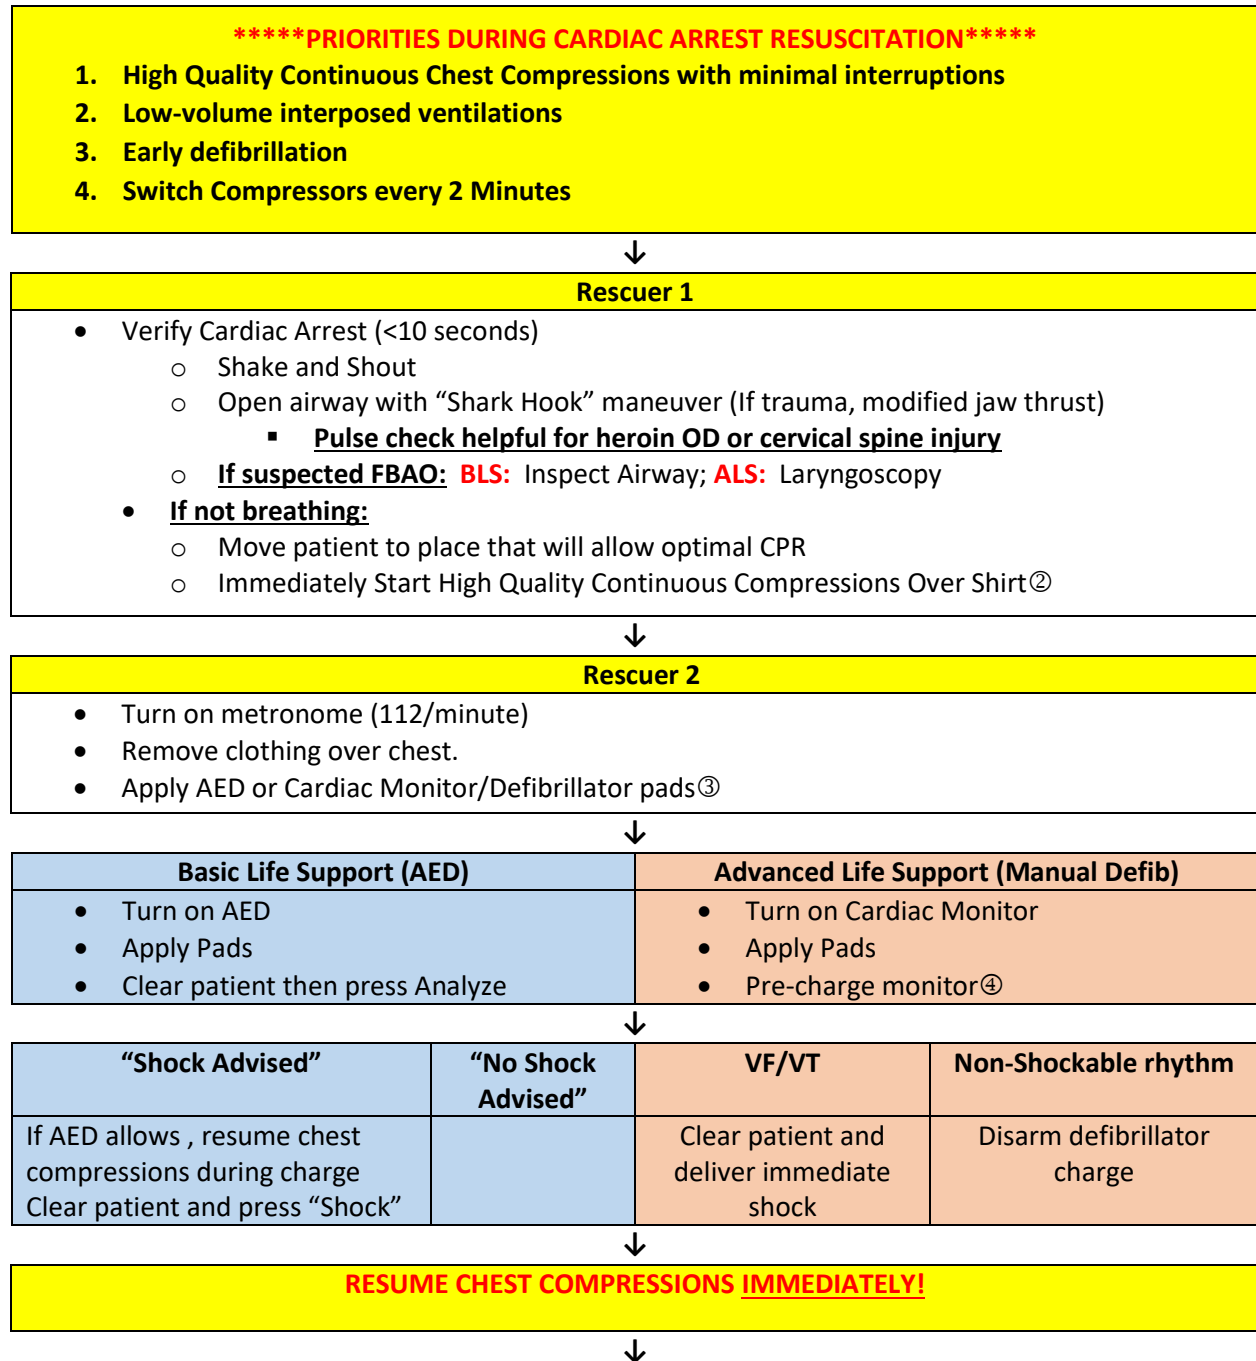 *****PRIORITIES DURING CARDIAC ARREST RESUSCITATION*****
1. High Quality Continuous Chest Compressions with minimal interruptions
2. Low-volume interposed ventilations
3. Early defibrillation
4. Switch Compressors every 2 Minutes
↓
Rescuer 1
• Verify Cardiac Arrest (<10 seconds)
o Shake and Shout
o Open airway with “Shark Hook” maneuver (If trauma, modified jaw thrust)
▪ Pulse check helpful for heroin OD or cervical spine injury
o If suspected FBAO: BLS: Inspect Airway; ALS: Laryngoscopy
• If not breathing:
o Move patient to place that will allow optimal CPR
o Immediately Start High Quality Continuous Compressions Over Shirt②
↓
Rescuer 2
• Turn on metronome (112/minute)
• Remove clothing over chest.
• Apply AED or Cardiac Monitor/Defibrillator pads③
↓
Basic Life Support (AED)
• Turn on AED
• Apply Pads
• Clear patient then press Analyze
Advanced Life Support (Manual Defib)
• Turn on Cardiac Monitor
• Apply Pads
• Pre-charge monitor④
↓
“Shock Advised”
If AED allows , resume chest
compressions during charge
Clear patient and press “Shock”
“No Shock
Advised”
VF/VT
Clear patient and
deliver immediate
shock
Non-Shockable rhythm
Disarm defibrillator
charge
↓
RESUME CHEST COMPRESSIONS IMMEDIATELY!
↓